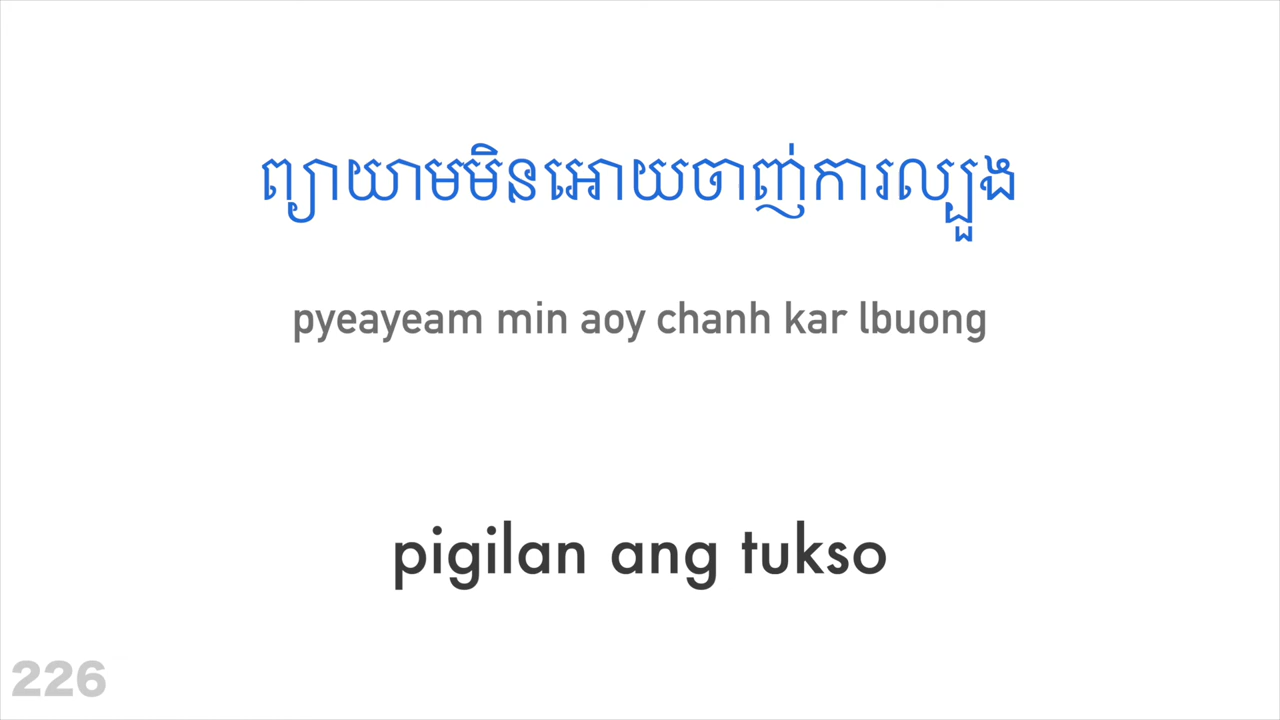 ព្យាយាមមិនអោយចាញ់ការល្បួង
pyeayeam min aoy chanh kar lbuong
pigilan ang tukso
226